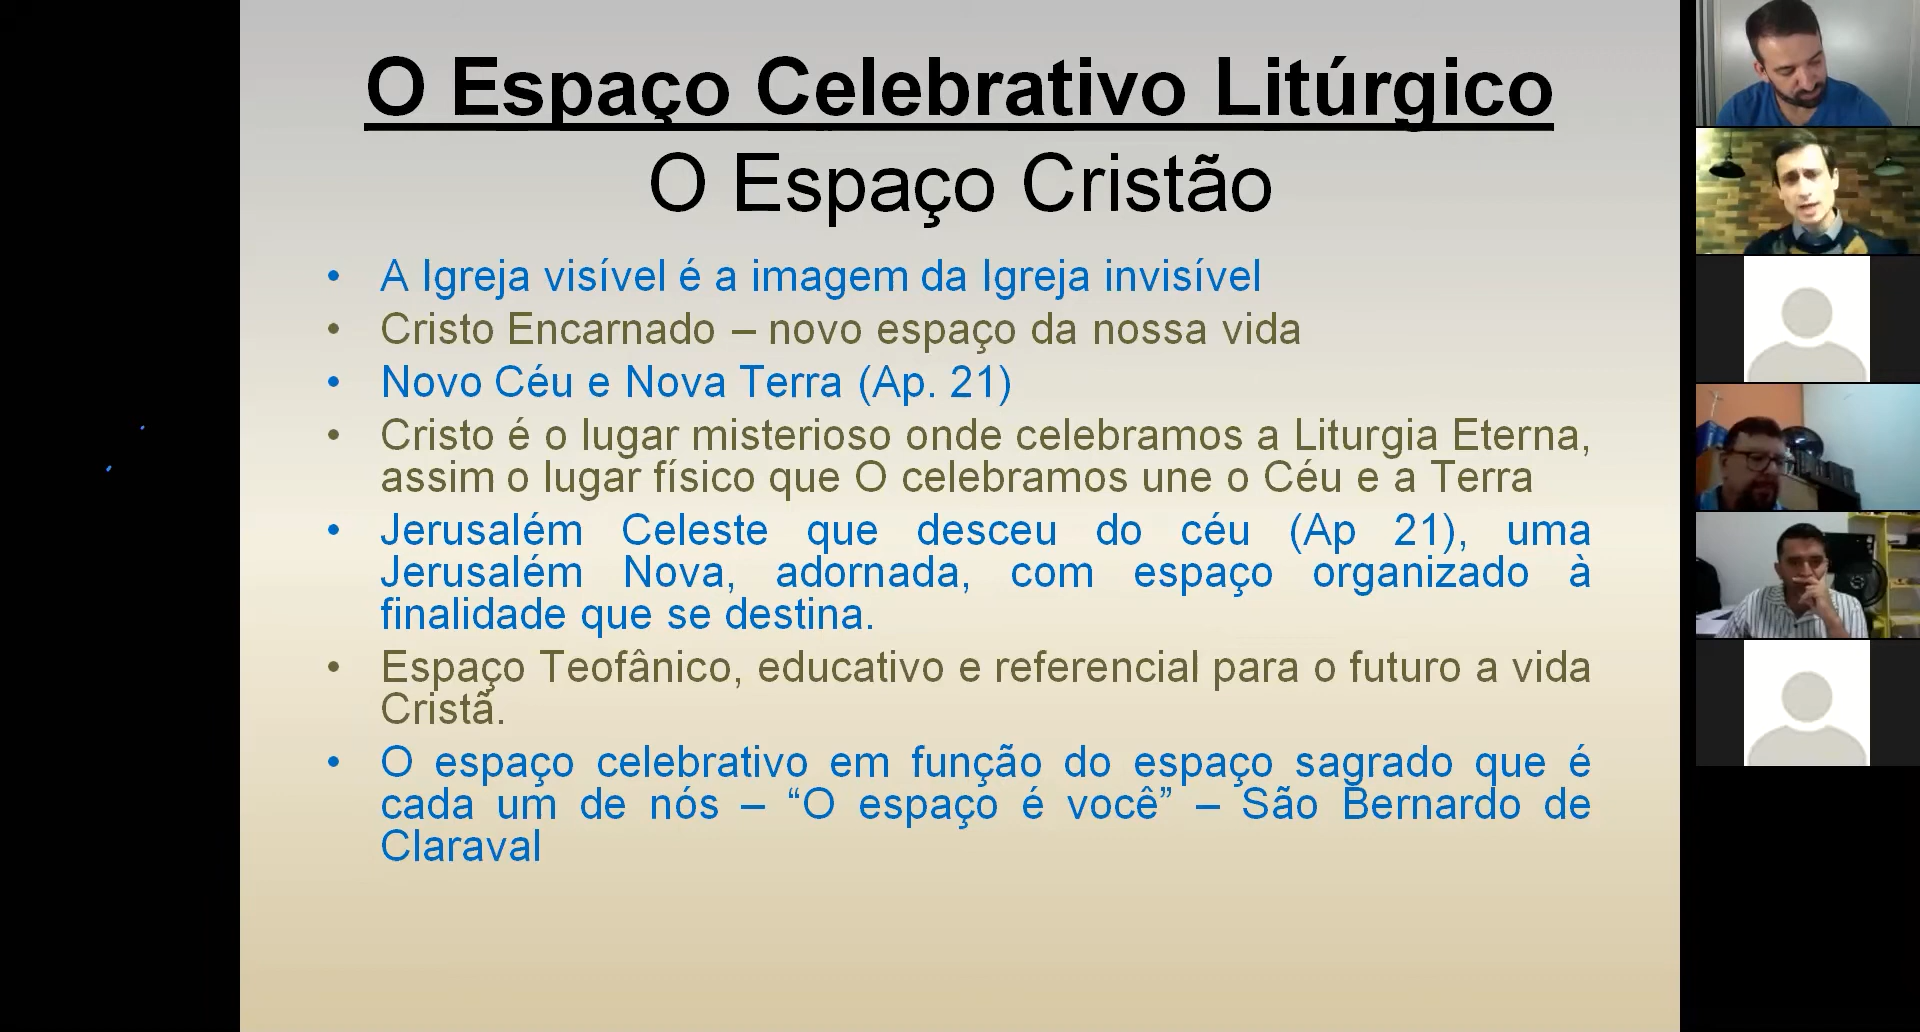 O Espaço Celebrativo Litúrgico
O Espaço Cristão
• A Igreja visível é a imagem da Igreja invisível
• Cristo Encarnado – novo espaço da nossa vida
• Novo Céu e Nova Terra (Ap. 21)
• Cristo é o lugar misterioso onde celebramos a Liturgia Eterna,
assim o lugar físico que O celebramos une o Céu e a Terra
• Jerusalém Celeste que desceu do céu (Ap 21), uma
Jerusalém Nova, adornada, com espaço organizado à
finalidade que se destina.
• Espaço Teofânico, educativo e referencial para o futuro a vida
Cristã.
• O espaço celebrativo em função do espaço sagrado que é
cada um de nós – “O espaço é você” – São Bernardo de
Claraval